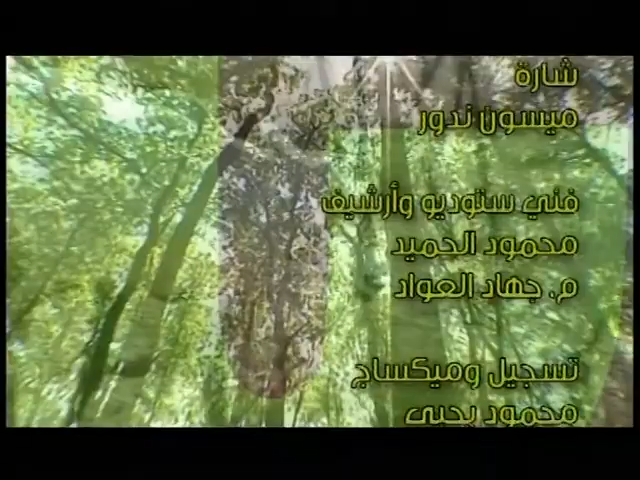 شارة
ميسون ندور
فني ستوديو وأرشيف
محمود الحميد
م. جهاد العواد
تسجيل وميكساج
محمود يحيى